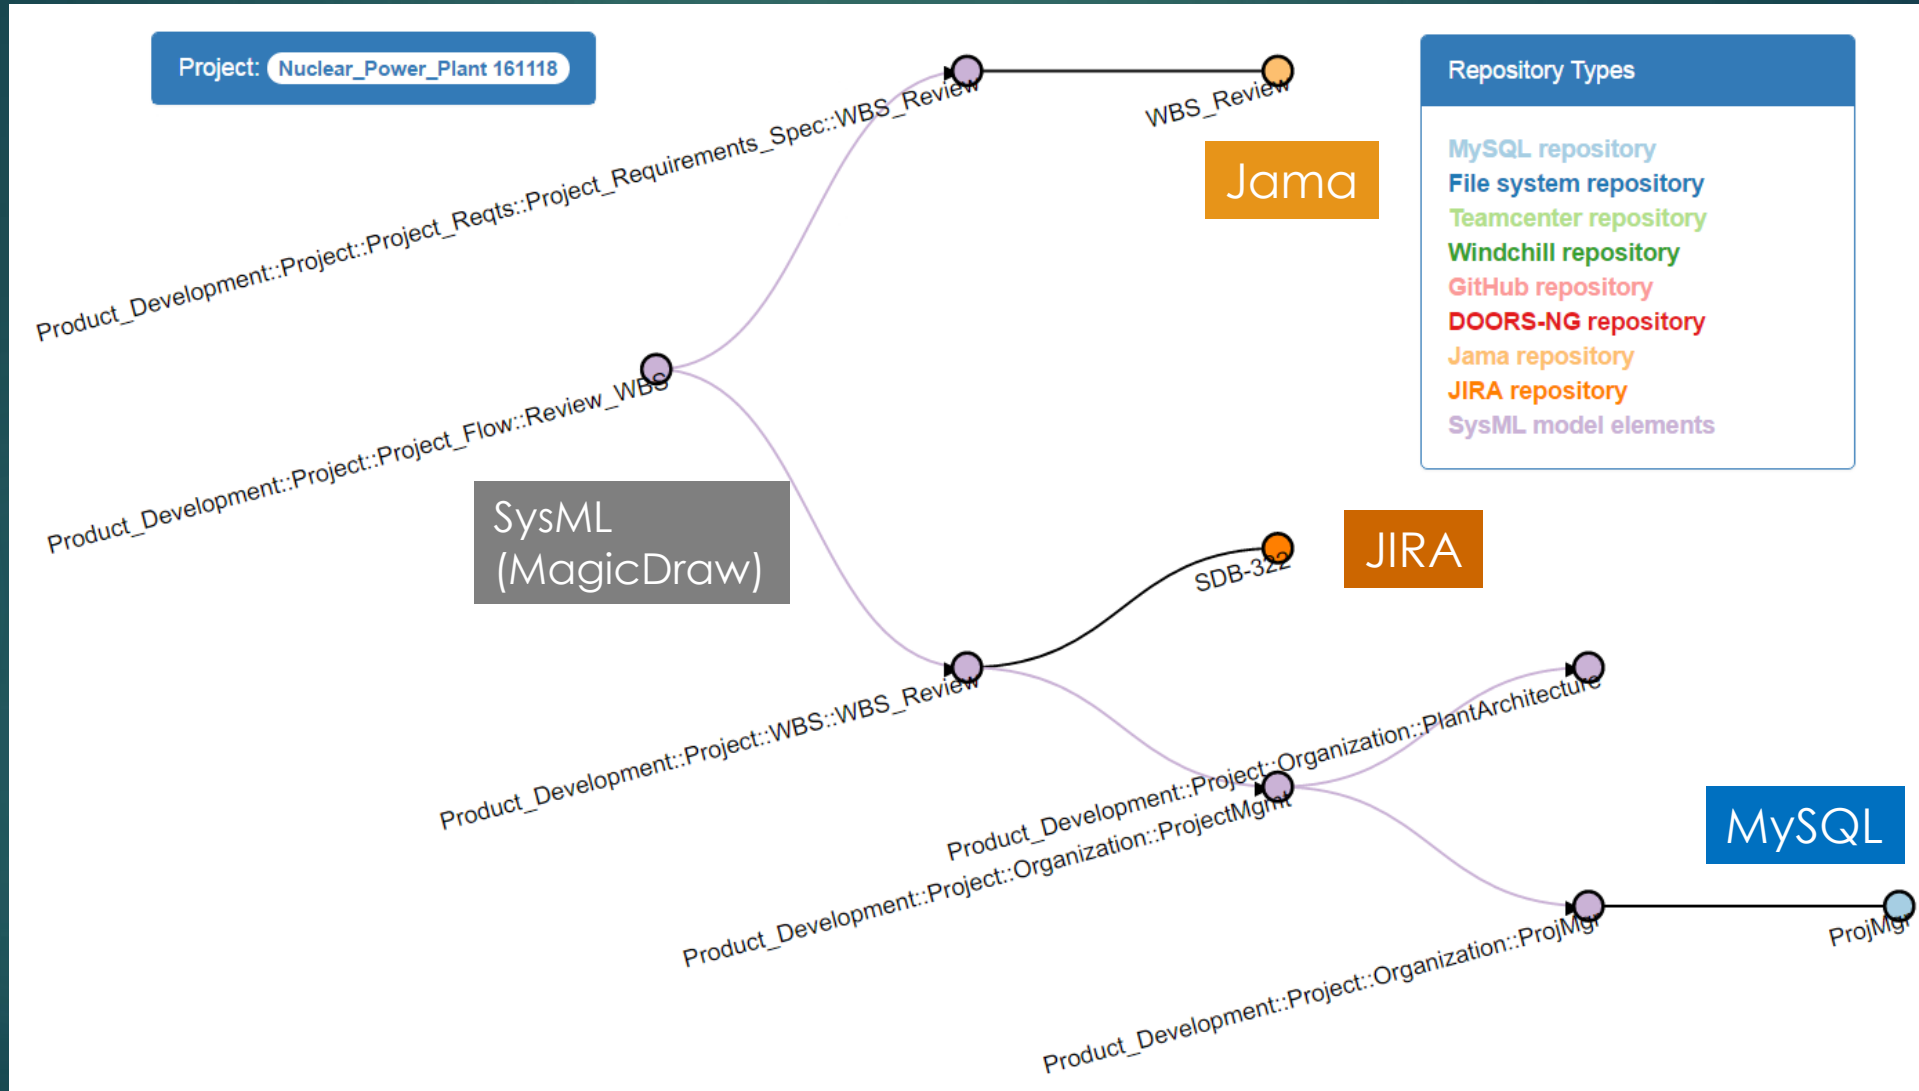 Project: Nuclear_Power_Plant 161118
Product_Development::Project::Project_Reqts::Project_Requirements_Spec::WBS_Review
WBS_Review
Jama
Repository Types
MySQL repository
File system repository
Teamcenter repository
Windchill repository
GitHub repository
DOORS-NG repository
Jama repository
JIRA repository
SysML model elements
Product_Development::Project::Project_Flow::Review_WBS
SysML
(MagicDraw)
SDB-322
JIRA
Product_Development::Project::WBS::WBS_Review
Product_Development::Project::Organization::PlantArchitecture
Product_Development::Project::Organization::ProjectMgmt
MySQL
Product_Development::Project::Organization::ProjMgr
ProjMgr